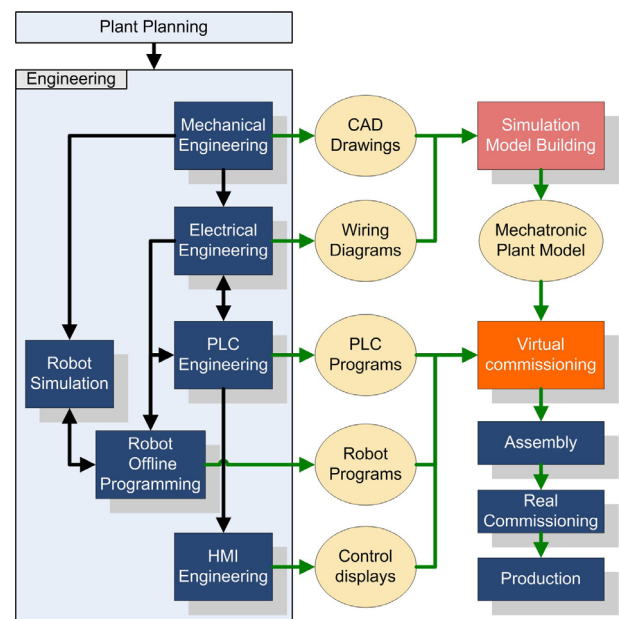 Plant Planning
Engineering
Mechanical
Engineering
CAD
Drawings
Simulation
Model Building
Electrical
Engineering
Wiring
Diagrams
Mechatronic
Plant Model
PLC
Engineering
PLC
Programs
Virtual
commissioning
Robot
Simulation
Robot
Offline
Programming
Robot
Programs
Assembly
Real
Commissioning
HMI
Engineering
Control
displays
Production